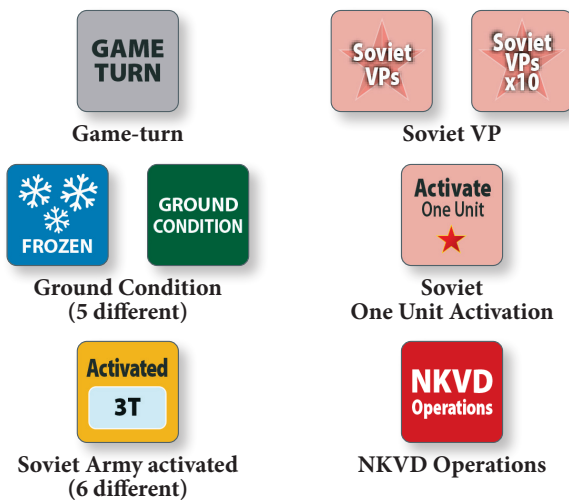 GAME
TURN
Game-turn
Soviet
VPs
Soviet
VPs
x10
Soviet VP
FROZEN
GROUND
CONDITION
Ground Condition
(5 different)
Activate
One Unit
Soviet
One Unit Activation
Activated
3T
Soviet Army activated
(6 different)
NKVD
Operations
NKVD Operations